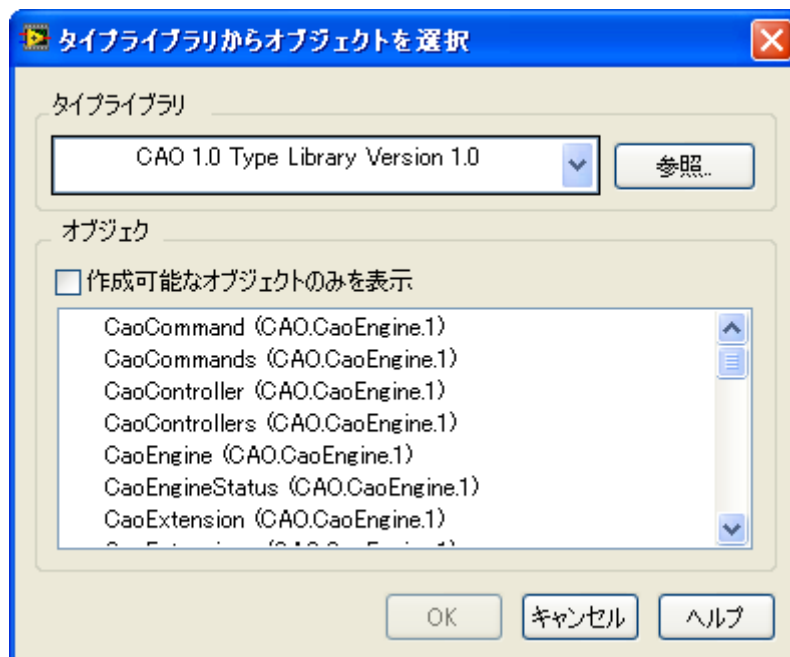 タイプライブラリからオブジェクトを選択
タイプライブラリ
CAO 1.0 Type Library Version 1.0
参照..
オブジェク
作成可能なオブジェクトのみを表示
CaoCommand (CAO.CaoEngine.1)
CaoCommands (CAO.CaoEngine.1)
CaoController (CAO.CaoEngine.1)
CaoControllers (CAO.CaoEngine.1)
CaoEngine (CAO.CaoEngine.1)
CaoEngineStatus (CAO.CaoEngine.1)
CaoExtension (CAO.CaoEngine.1)
OK
キャンセル
ヘルプ